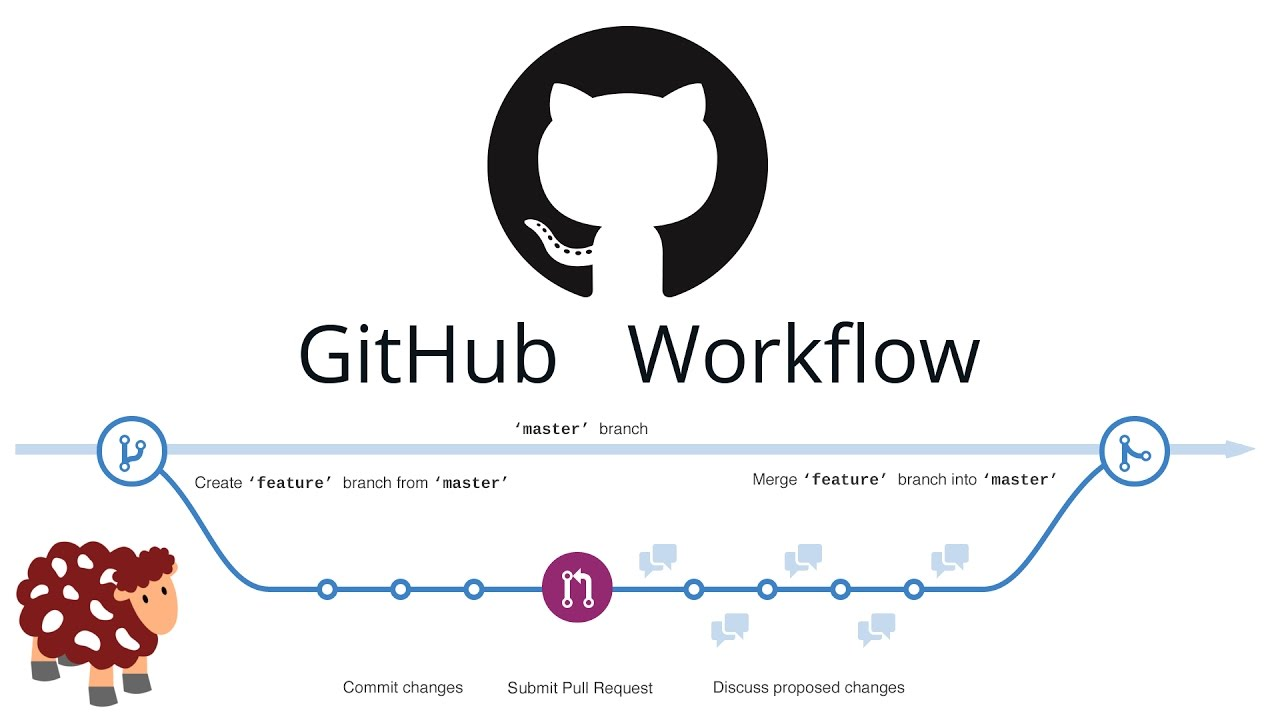 GitHub Workflow
‘master’ branch
Create ‘feature’ branch from ‘master’
Merge ‘feature’ branch into ‘master’
Commit changes
Submit Pull Request
Discuss proposed changes